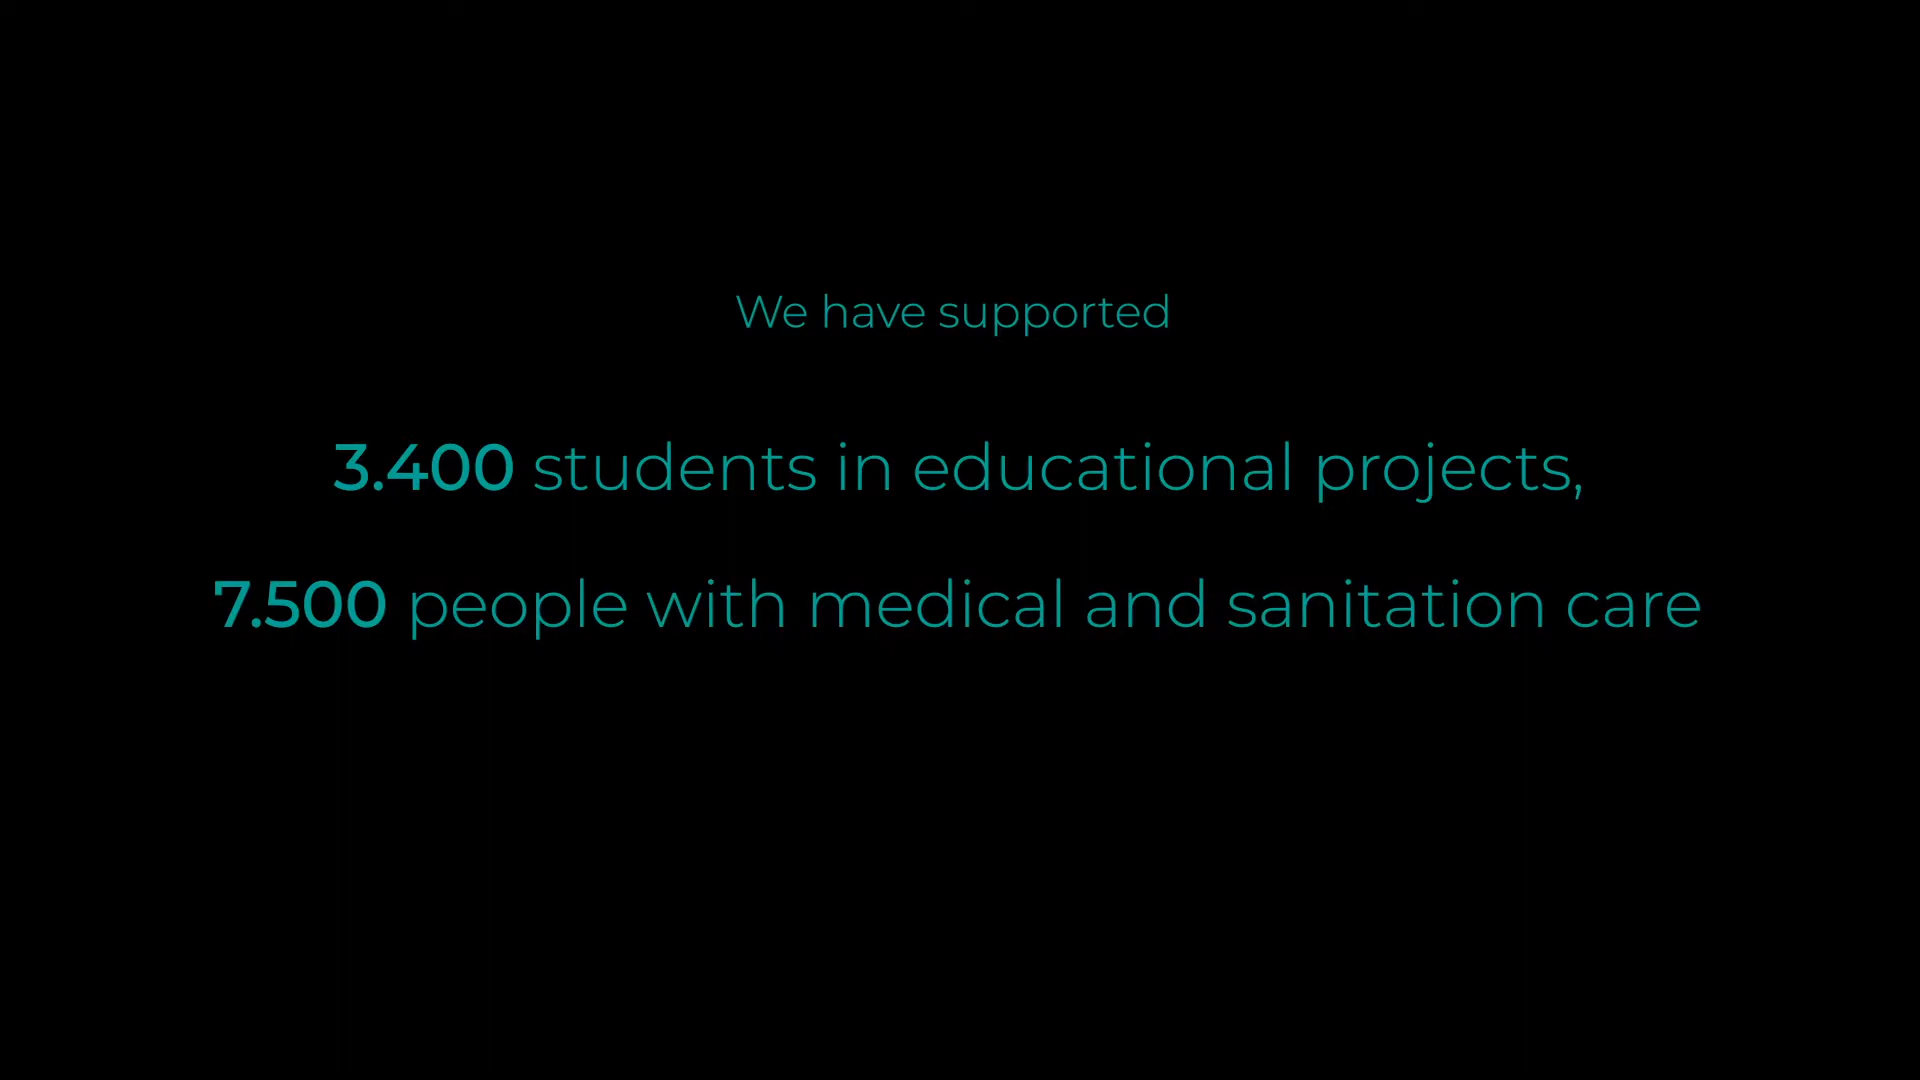 We have supported
3.400 students in educational projects,
7.500 people with medical and sanitation care